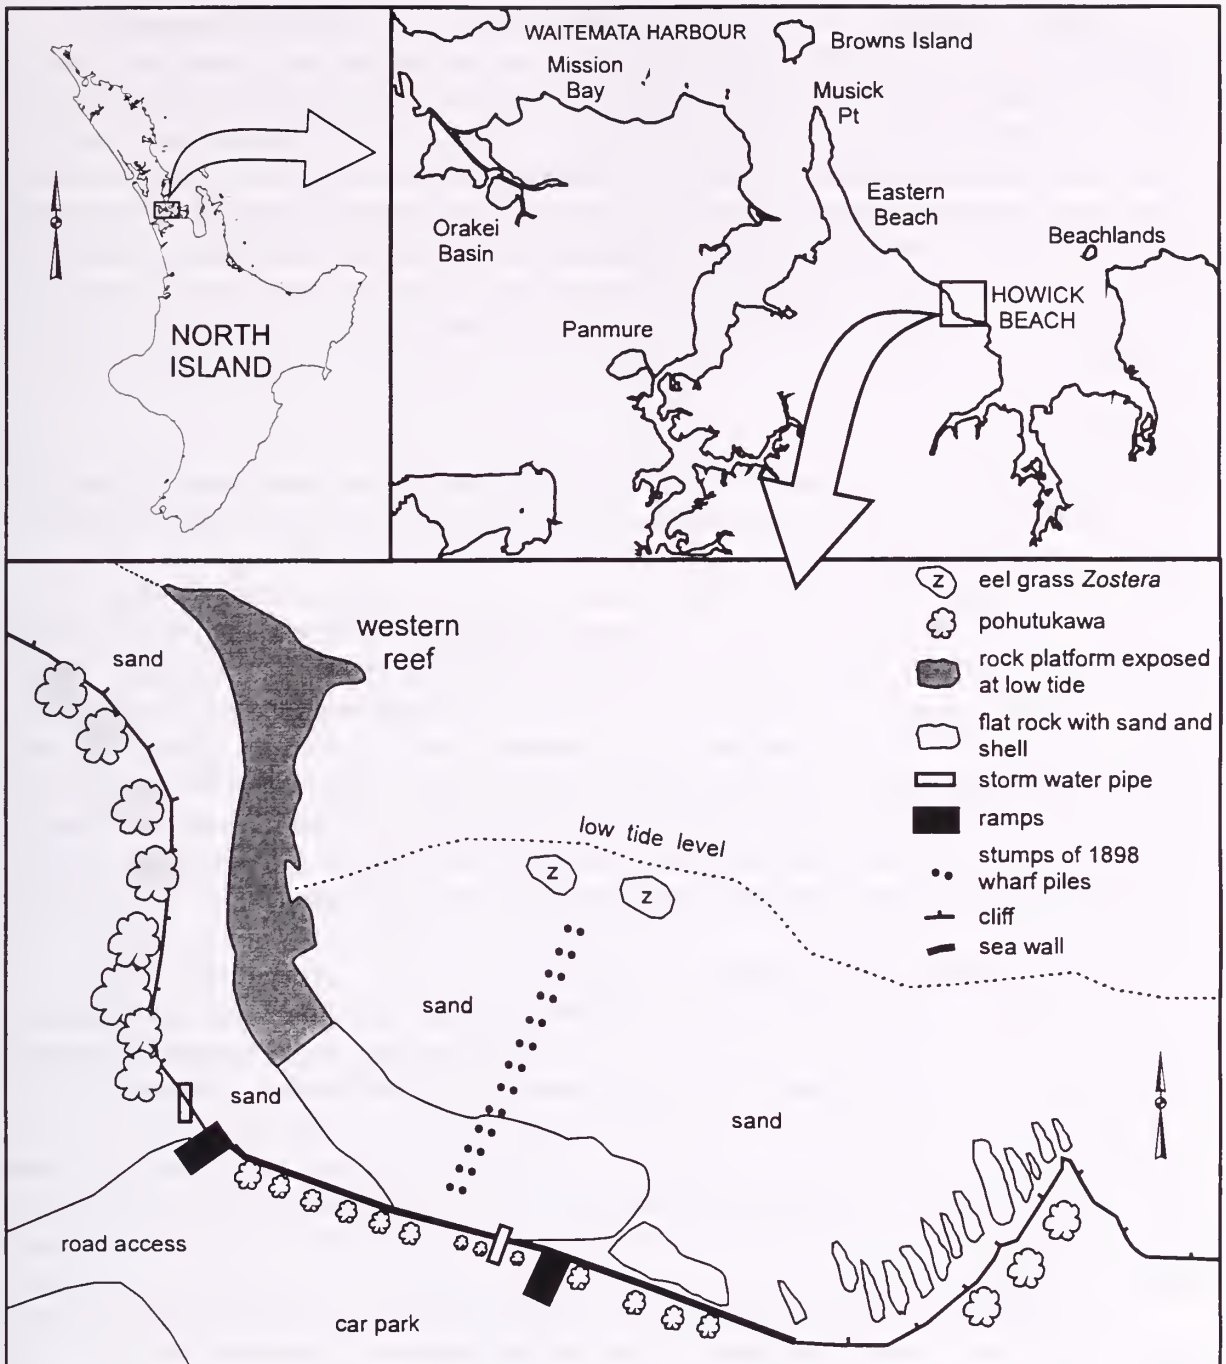 WAITEMATA HARBOUR
Browns Island
Mission
Bay
Musick
Pt
Eastern
Beach
Orakei
Basin
Beachlands
HOWICK
BEACH
Panmure
NORTH
ISLAND
western
reef
sand
low tide level
z
z
sand
sand
sand
road access
car park
z
eel grass Zostera
pohutukawa
rock platform exposed
at low tide
flat rock with sand and
shell
storm water pipe
ramps
stumps of 1898
wharf piles
cliff
sea wall